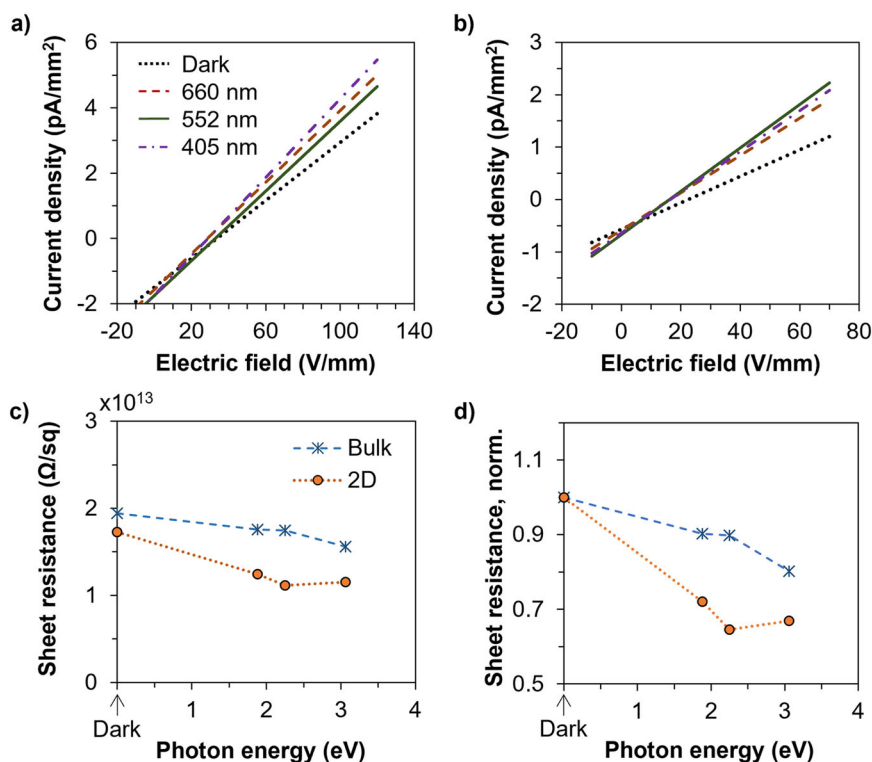 a)
Current density (pA/mm²)
6
4
2
0
-2
-20
20
60
100
140
Electric field (V/mm)
Dark
660 nm
552 nm
405 nm
b)
Current density (pA/mm²)
3
2
1
0
-1
-2
-20
0
20
40
60
80
Electric field (V/mm)
c)
x10¹³
Sheet resistance (Ω/sq)
3
2
1
0
1
2
3
4
Dark
Photon energy (eV)
Bulk
2D
d)
Sheet resistance, norm.
1.1
0.9
0.7
0.5
1
2
3
4
Dark
Photon energy (eV)